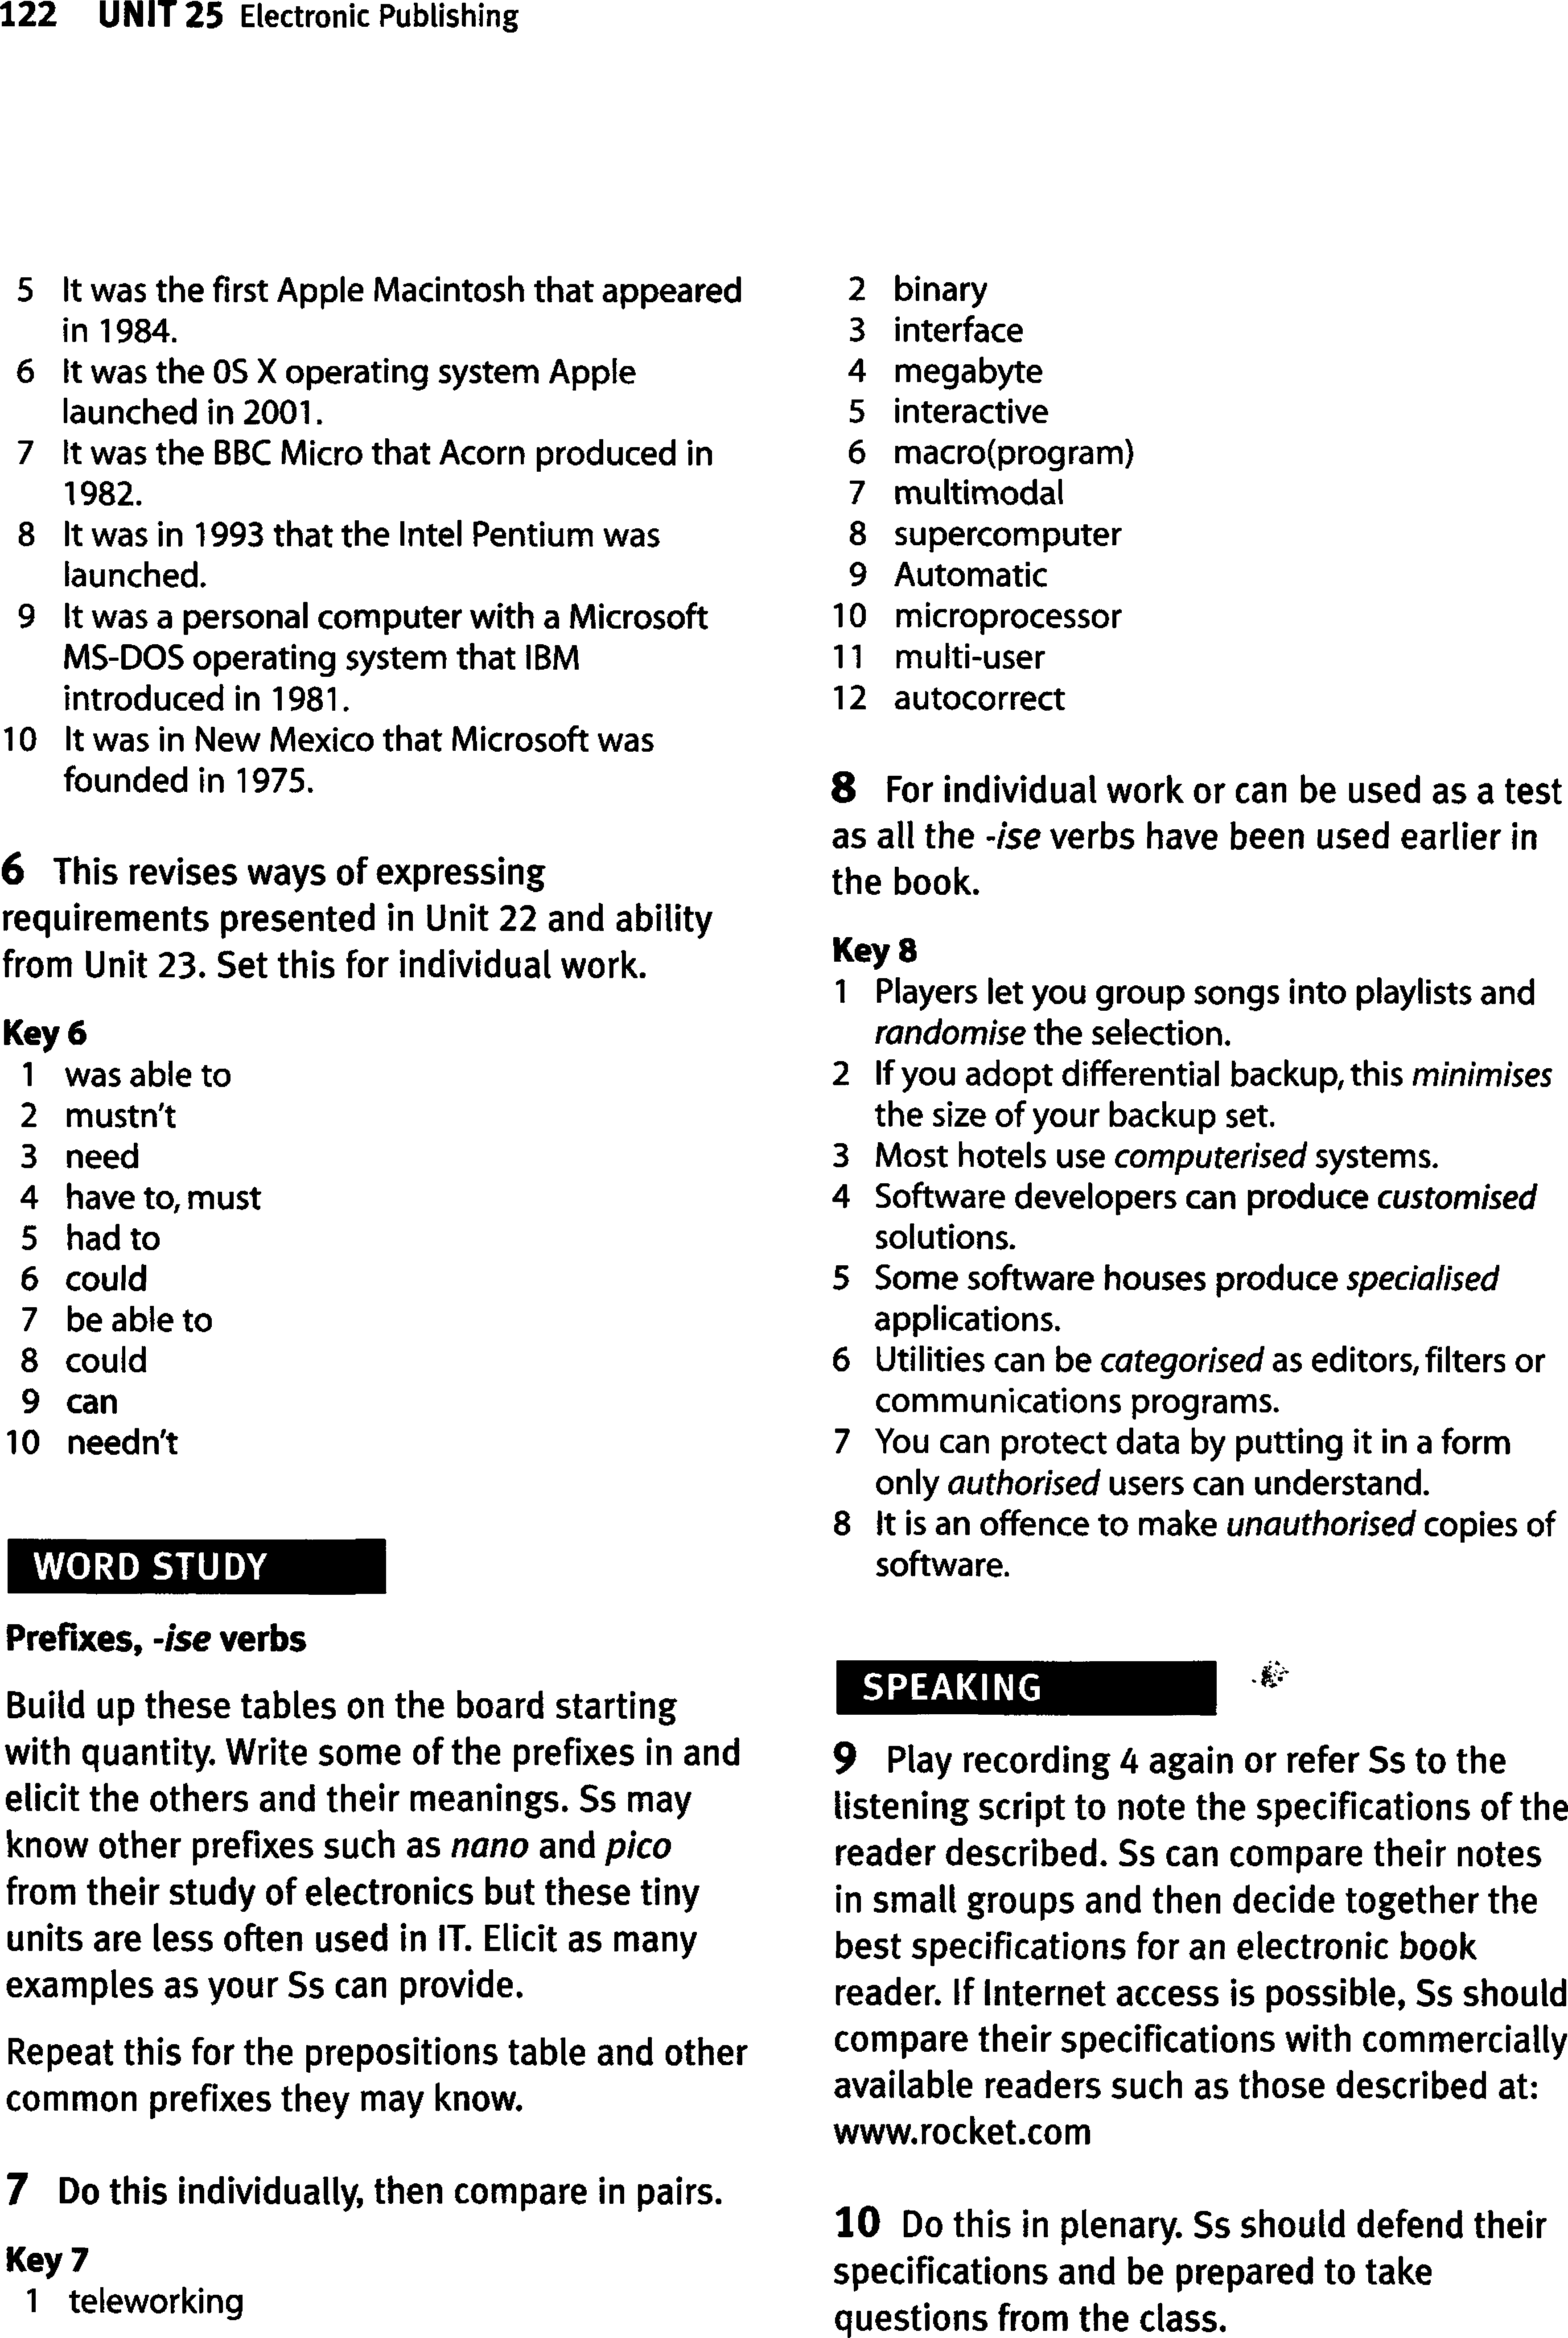 122 UNIT 25 Electronic Publishing
5 It was the first Apple Macintosh that appeared
in 1984.
6 It was the OS X operating system Apple
launched in 2001.
7 It was the BBC Micro that Acorn produced in
1982.
8 It was in 1993 that the Intel Pentium was
launched.
9 It was a personal computer with a Microsoft
MS-DOS operating system that IBM
introduced in 1981.
10 It was in New Mexico that Microsoft was
founded in 1975.
6 This revises ways of expressing
requirements presented in Unit 22 and ability
from Unit 23. Set this for individual work.
Key 6
1 was able to
2 mustn't
3 need
4 have to, must
5 had to
6 could
7 be able to
8 could
9 can
10 needn't
WORD STUDY
Prefixes, -ise verbs
Build up these tables on the board starting
with quantity. Write some of the prefixes in and
elicit the others and their meanings. Ss may
know other prefixes such as nano and pico
from their study of electronics but these tiny
units are less often used in IT. Elicit as many
examples as your Ss can provide.
Repeat this for the prepositions table and other
common prefixes they may know.
7 Do this individually, then compare in pairs.
Key 7
1 teleworking
2 binary
3 interface
4 megabyte
5 interactive
6 macro(program)
7 multimodal
8 supercomputer
9 Automatic
10 microprocessor
11 multi-user
12 autocorrect
8 For individual work or can be used as a test
as all the -ise verbs have been used earlier in
the book.
Key 8
1 Players let you group songs into playlists and
randomise the selection.
2 If you adopt differential backup, this minimises
the size of your backup set.
3 Most hotels use computerised systems.
4 Software developers can produce customised
solutions.
5 Some software houses produce specialised
applications.
6 Utilities can be categorised as editors, filters or
communications programs.
7 You can protect data by putting it in a form
only authorised users can understand.
8 It is an offence to make unauthorised copies of
software.
SPEAKING
9 Play recording 4 again or refer Ss to the
listening script to note the specifications of the
reader described. Ss can compare their notes
in small groups and then decide together the
best specifications for an electronic book
reader. If Internet access is possible, Ss should
compare their specifications with commercially
available readers such as those described at:
www.rocket.com
10 Do this in plenary. Ss should defend their
specifications and be prepared to take
questions from the class.